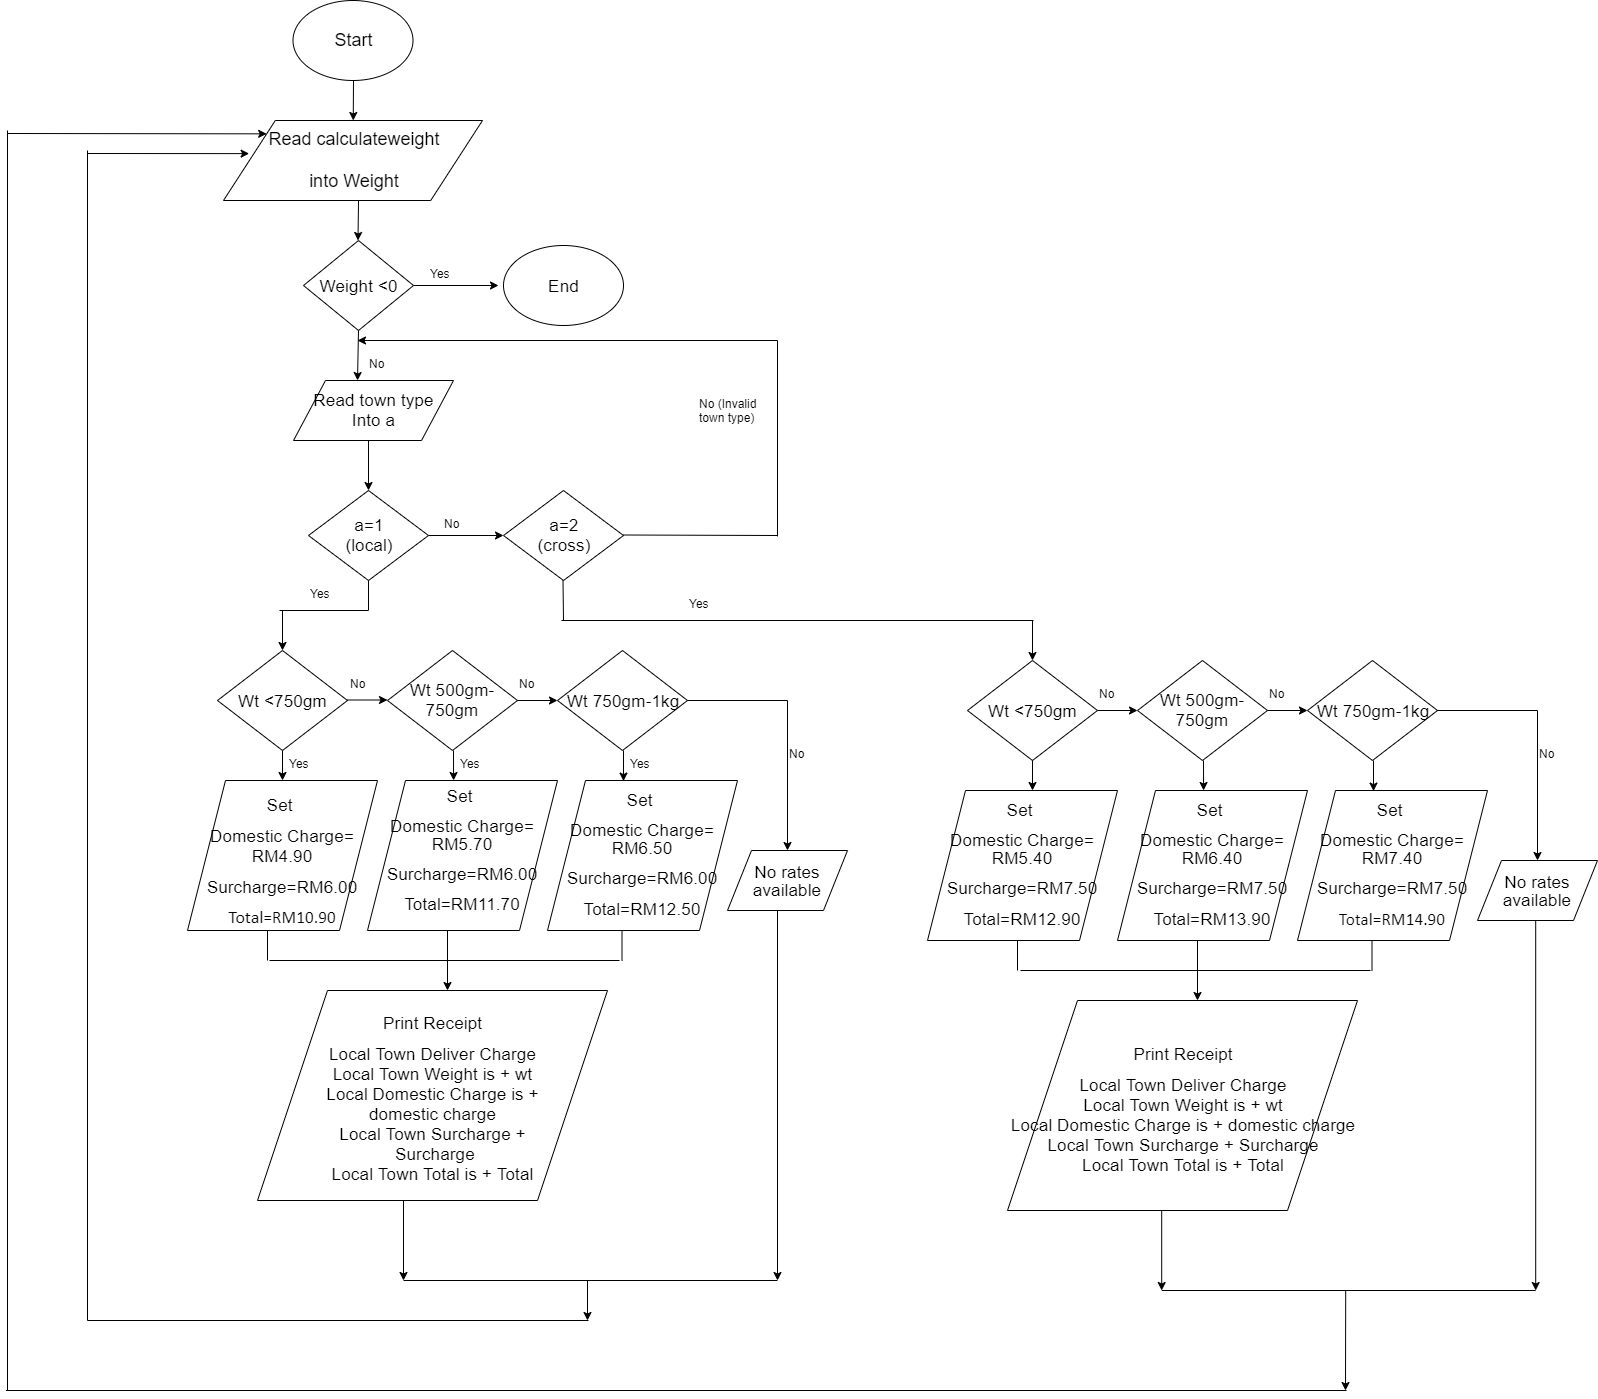 Start
Read calculateweight
into Weight
Weight <0
Yes
End
No
Read town type
Into a
No (Invalid
town type)
a=1
(local)
No
a=2
(cross)
Yes
Yes
Wt <750gm
No
Wt 500gm-
750gm
No
Wt 750gm-1kg
No
Yes
Yes
Yes
Set
Domestic Charge=
RM4.90
Surcharge=RM6.00
Total=RM10.90
Set
Domestic Charge=
RM5.70
Surcharge=RM6.00
Total=RM11.70
Set
Domestic Charge=
RM6.50
Surcharge=RM6.00
Total=RM12.50
No rates
available
Wt <750gm
No
Wt 500gm-
750gm
No
Wt 750gm-1kg
No
Set
Domestic Charge=
RM5.40
Surcharge=RM7.50
Total=RM12.90
Set
Domestic Charge=
RM6.40
Surcharge=RM7.50
Total=RM13.90
Set
Domestic Charge=
RM7.40
Surcharge=RM7.50
Total=RM14.90
No rates
available
Print Receipt
Local Town Deliver Charge
Local Town Weight is + wt
Local Domestic Charge is +
domestic charge
Local Town Surcharge +
Surcharge
Local Town Total is + Total
Print Receipt
Local Town Deliver Charge
Local Town Weight is + wt
Local Domestic Charge is + domestic charge
Local Town Surcharge + Surcharge
Local Town Total is + Total